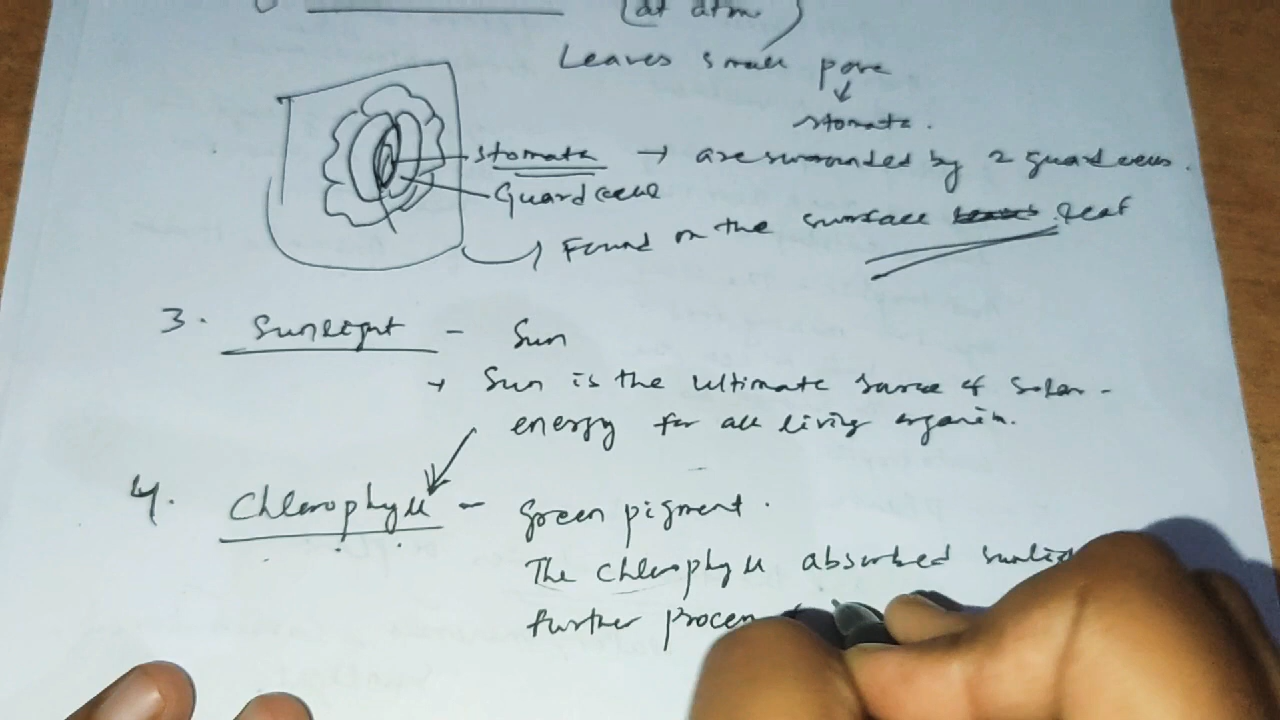 (at atm)
Leaves small pore
stomata.
stomata → are surrounded by 2 guard cells.
Guard cell
Found on the surface leaf
3. Sunlight - Sun
→ Sun is the ultimate source of solar-
energy for all living organism.
4. Chlorophyll - green pigment.
The chlorophyll absorbed
further process